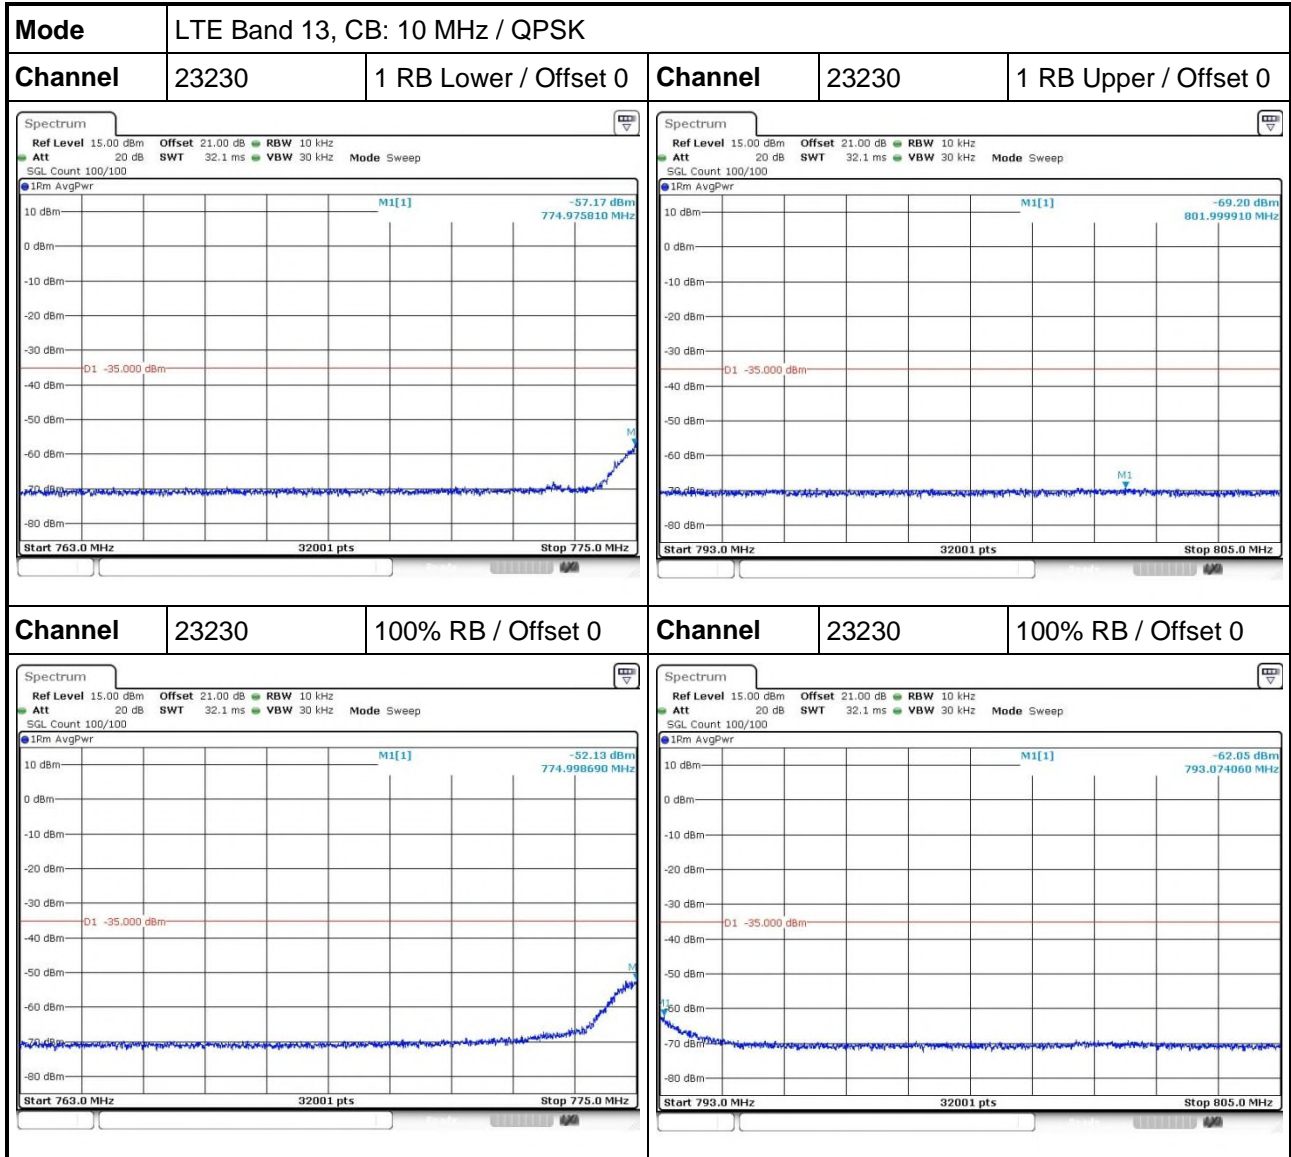 Mode LTE Band 13, CB: 10 MHz / QPSK
Channel 23230 1 RB Lower / Offset 0 Channel 23230 1 RB Upper / Offset 0
Spectrum
Ref Level 15.00 dBm Offset 21.00 dB RBW 10 kHz
Att 20 dB SWT 32.1 ms VBW 30 kHz Mode Sweep
SGL Count 100/100
1Rm AvgPwr
M1[1] -57.17 dBm
774.975810 MHz
10 dBm
0 dBm
-10 dBm
-20 dBm
-30 dBm
D1 -35.000 dBm
-40 dBm
-50 dBm
M
-60 dBm
-70 dBm
-80 dBm
Start 763.0 MHz 32001 pts Stop 775.0 MHz
Spectrum
Ref Level 15.00 dBm Offset 21.00 dB RBW 10 kHz
Att 20 dB SWT 32.1 ms VBW 30 kHz Mode Sweep
SGL Count 100/100
1Rm AvgPwr
M1[1] -69.20 dBm
801.999910 MHz
10 dBm
0 dBm
-10 dBm
-20 dBm
-30 dBm
D1 -35.000 dBm
-40 dBm
-50 dBm
-60 dBm
M1
-70 dBm
-80 dBm
Start 793.0 MHz 32001 pts Stop 805.0 MHz
Channel 23230 100% RB / Offset 0 Channel 23230 100% RB / Offset 0
Spectrum
Ref Level 15.00 dBm Offset 21.00 dB RBW 10 kHz
Att 20 dB SWT 32.1 ms VBW 30 kHz Mode Sweep
SGL Count 100/100
1Rm AvgPwr
M1[1] -52.13 dBm
774.998690 MHz
10 dBm
0 dBm
-10 dBm
-20 dBm
-30 dBm
D1 -35.000 dBm
-40 dBm
-50 dBm
M
-60 dBm
-70 dBm
-80 dBm
Start 763.0 MHz 32001 pts Stop 775.0 MHz
Spectrum
Ref Level 15.00 dBm Offset 21.00 dB RBW 10 kHz
Att 20 dB SWT 32.1 ms VBW 30 kHz Mode Sweep
SGL Count 100/100
1Rm AvgPwr
M1[1] -62.05 dBm
793.074060 MHz
10 dBm
0 dBm
-10 dBm
-20 dBm
-30 dBm
D1 -35.000 dBm
-40 dBm
-50 dBm
M1
-60 dBm
-70 dBm
-80 dBm
Start 793.0 MHz 32001 pts Stop 805.0 MHz